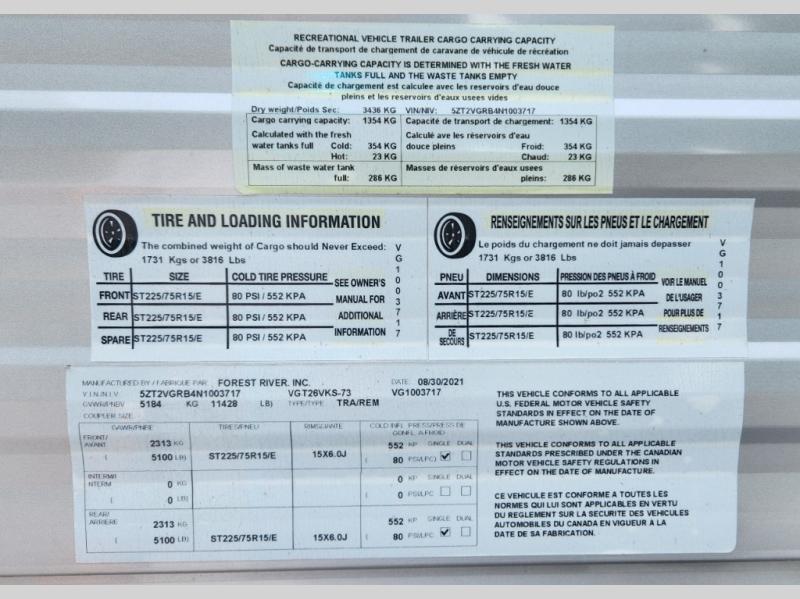 RECREATIONAL VEHICLE TRAILER CARGO CARRYING CAPACITY
Capacité de transport de chargement de caravane de véhicule de récréation
CARGO-CARRYING CAPACITY IS DETERMINED WITH THE FRESH WATER
TANKS FULL AND THE WASTE TANKS EMPTY
Capacité de chargement est calculee avec les reservoirs d'eau douce
pleins et les reservoirs d'eaux usees vides
Dry weight/Poids Sec: 3436 KG VIN/NIV: 5ZT2VGRB4N1003717
Cargo carrying capacity: 1354 KG
Calculated with the fresh
water tanks full Cold: 354 KG
Hot: 23 KG
Mass of waste water tank
full: 286 KG
Capacité de transport de chargement: 1354 KG
Calculé ave les réservoirs d'eau
douce pleins Froid: 354 KG
Chaud: 23 KG
Masses de réservoirs d'eaux usees
pleins: 286 KG
TIRE AND LOADING INFORMATION
The combined weight of Cargo should Never Exceed:
1731 Kgs or 3816 Lbs
TIRE SIZE COLD TIRE PRESSURE
FRONT ST225/75R15/E 80 PSI / 552 KPA
REAR ST225/75R15/E 80 PSI / 552 KPA
SPARE ST225/75R15/E 80 PSI / 552 KPA
SEE OWNER'S
MANUAL FOR
ADDITIONAL
INFORMATION
VG1003717
RENSEIGNEMENTS SUR LES PNEUS ET LE CHARGEMENT
Le poids du chargement ne doit jamais depasser
1731 Kgs or 3816 Lbs
PNEU DIMENSIONS PRESSION DES PNEUS À FROID
AVANT ST225/75R15/E 80 lb/po2 552 KPA
ARRIÈRE ST225/75R15/E 80 lb/po2 552 KPA
DE SECOURS ST225/75R15/E 80 lb/po2 552 KPA
VOIR LE MANUEL
DE L'USAGER
POUR PLUS DE
RENSEIGNEMENTS
VG1003717
MANUFACTURED BY / FABRIQUE PAR: FOREST RIVER, INC. DATE: 08/30/2021
V.I.N./N.I.V. 5ZT2VGRB4N1003717 VGT26VKS-73 VG1003717
GVWR/PNBV 5184 KG ( 11428 LB) TYPE/TYPE: TRA/REM
COUPLER SIZE:
GAWR/PNBE TIRES/PNEU RIMS/JANTE COLD INFL. PRESS/PRESS DE
GONFL. A FROID
FRONT/
AVANT 2313 KG 552 KP SINGLE DUAL
( 5100 LB) ST225/75R15/E 15X6.0J ( 80 PSI/LPC)
INTERM/
INTERM 0 KG 0 KP SINGLE DUAL
( 0 LB) ( 0 PSI/LPC
REAR/
ARRIERE 2313 KG 552 KP SINGLE DUAL
( 5100 LB) ST225/75R15/E 15X6.0J ( 80 PSI/LPC
THIS VEHICLE CONFORMS TO ALL APPLICABLE
U.S. FEDERAL MOTOR VEHICLE SAFETY
STANDARDS IN EFFECT ON THE DATE OF
MANUFACTURE SHOWN ABOVE.
THIS VEHICLE CONFORMS TO ALL APPLICABLE
STANDARDS PRESCRIBED UNDER THE CANADIAN
MOTOR VEHICLE SAFETY REGULATIONS IN
EFFECT ON THE DATE OF MANUFACTURE.
CE VEHICULE EST CONFORME A TOUTES LES
NORMES QUI LUI SONT APPLICABLES EN VERTU
DU REGLEMENT SUR LA SECURITE DES VEHICULES
AUTOMOBILES DU CANADA EN VIGUEUR A LA
DATE DE SA FABRICATION.